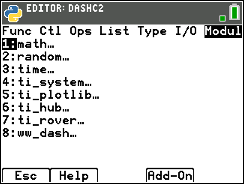 EDITOR: DASHC2
Func Ctl Ops List Type I/O Modul
1:math…
2:random…
3:time…
4:ti_system…
5:ti_plotlib…
6:ti_hub…
7:ti_rover…
8:ww_dash…
Esc Help Add-On